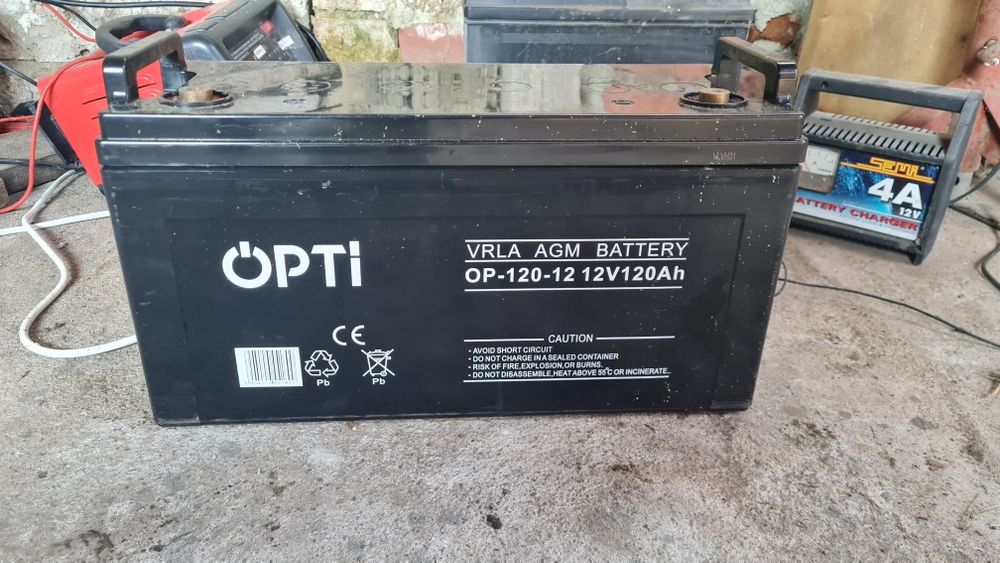 OPTI
VRLA AGM BATTERY
OP-120-12 12V120Ah
CAUTION
• AVOID SHORT CIRCUIT
• DO NOT CHARGE IN A SEALED CONTAINER
• RISK OF FIRE,EXPLOSION,OR BURNS.
• DO NOT DISASSEMBLE,HEAT ABOVE 55°C OR INCINERATE..
CE
Pb
Pb
4A
12V
BATTERY CHARGER